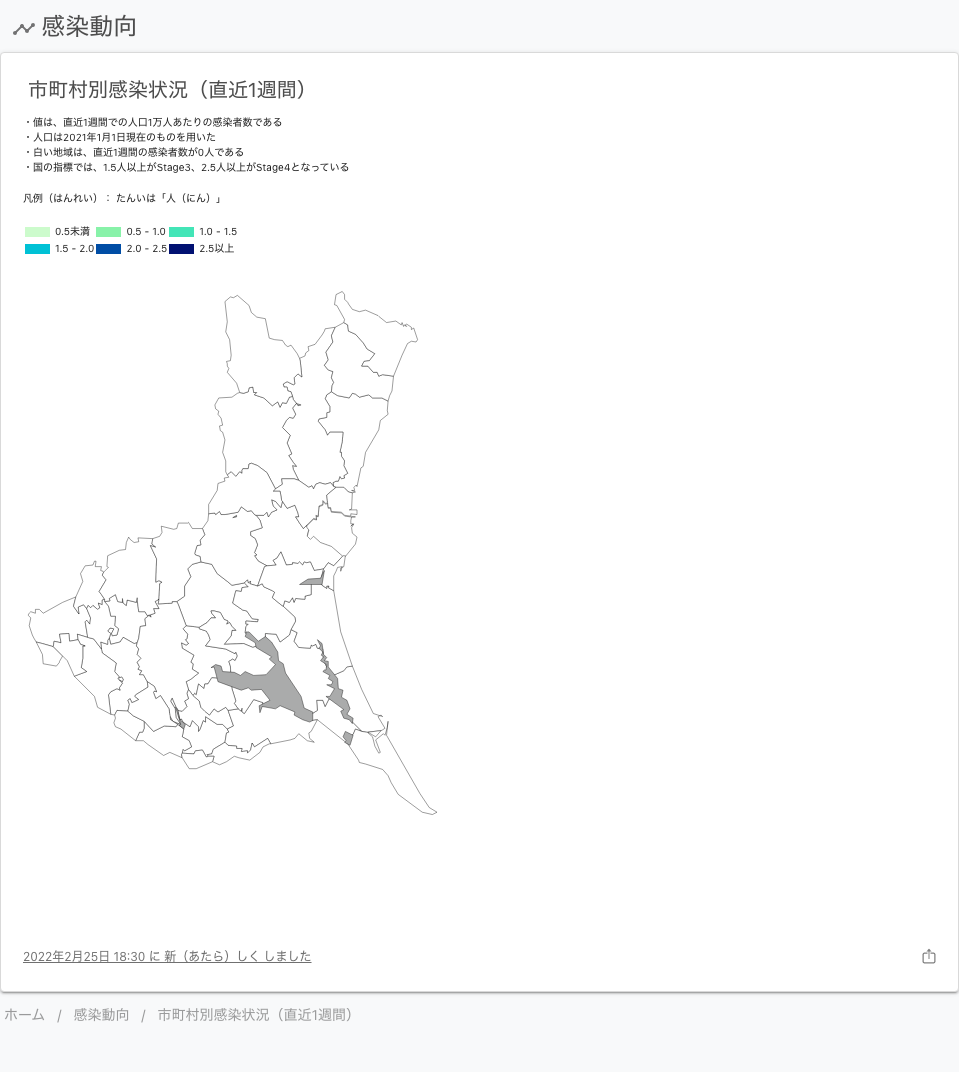 感染動向
市町村別感染状況（直近1週間）
・値は、直近1週間での人口1万人あたりの感染者数である
・人口は2021年1月1日現在のものを用いた
・白い地域は、直近1週間の感染者数が0人である
・国の指標では、1.5人以上がStage3、2.5人以上がStage4となっている
凡例（はんれい）： たんいは「人（にん）」
0.5未満 0.5 - 1.0 1.0 - 1.5
1.5 - 2.0 2.0 - 2.5 2.5以上
2022年2月25日 18:30 に 新（あたら）しく しました
ホーム / 感染動向 / 市町村別感染状況（直近1週間）